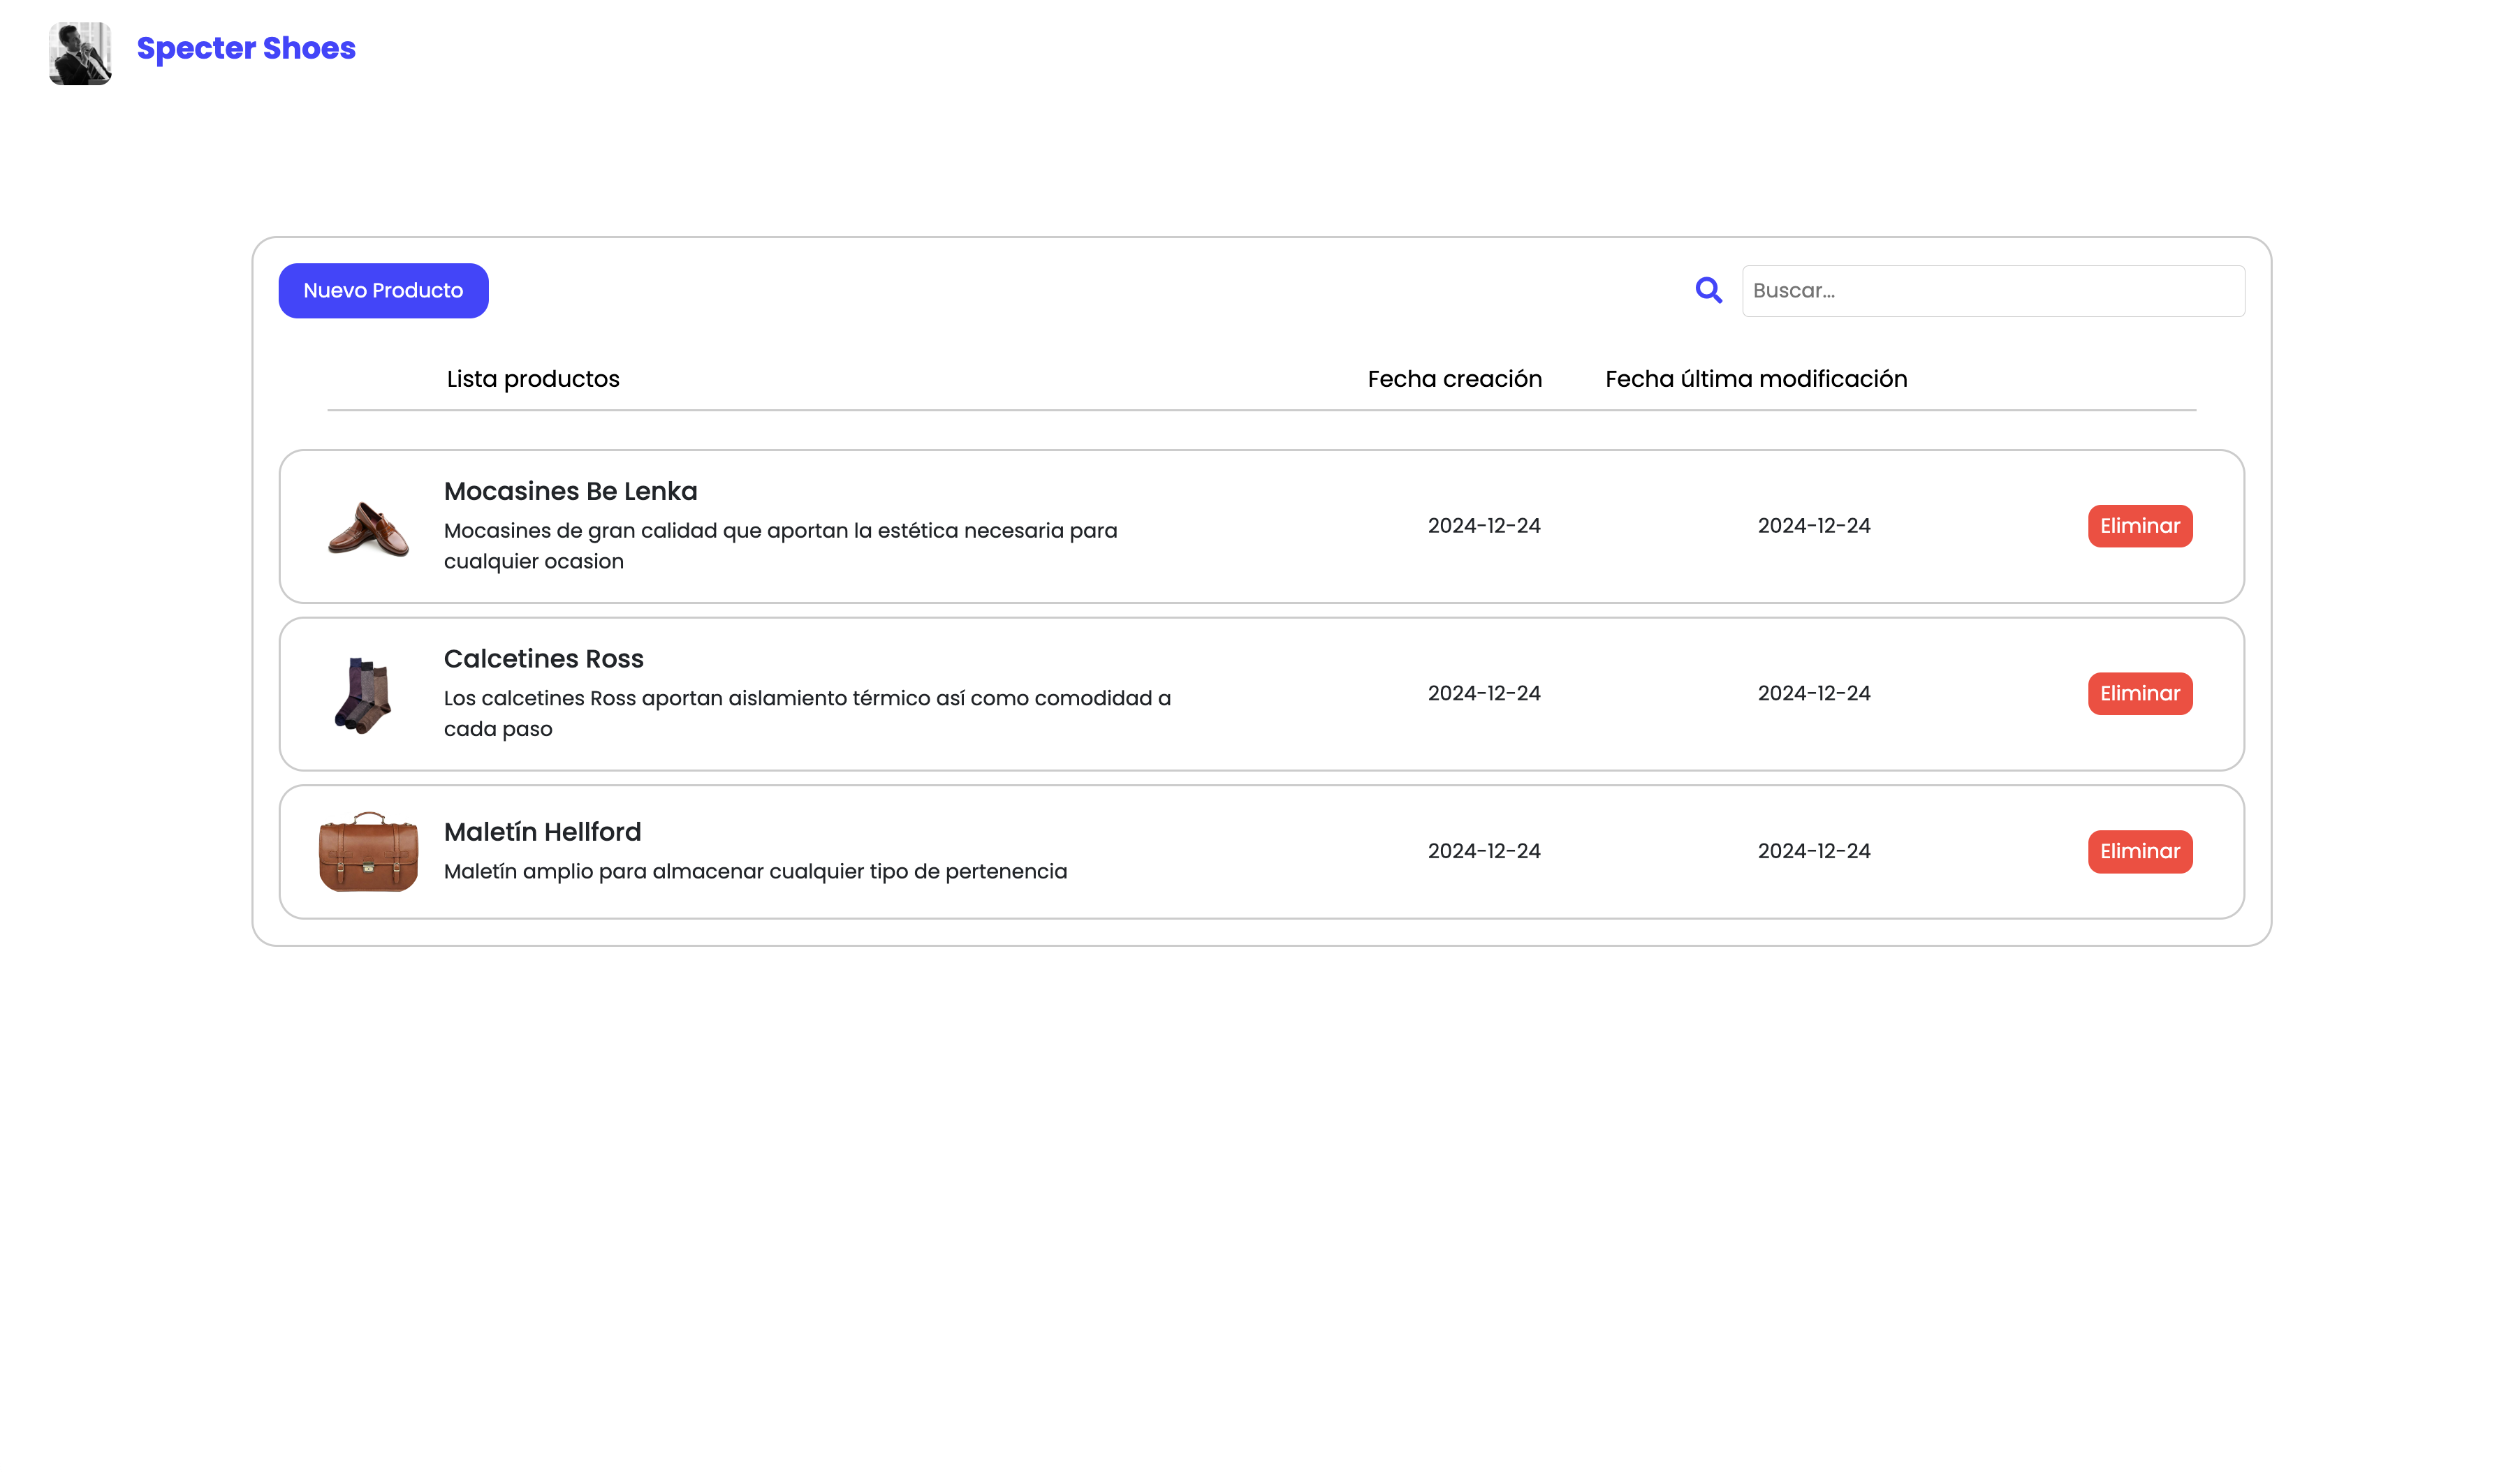 Specter Shoes
Nuevo Producto
Buscar...
Lista productos Fecha creación Fecha última modificación
Mocasines Be Lenka
Mocasines de gran calidad que aportan la estética necesaria para
cualquier ocasion
2024-12-24 2024-12-24 Eliminar
Calcetines Ross
Los calcetines Ross aportan aislamiento térmico así como comodidad a
cada paso
2024-12-24 2024-12-24 Eliminar
Maletín Hellford
Maletín amplio para almacenar cualquier tipo de pertenencia
2024-12-24 2024-12-24 Eliminar